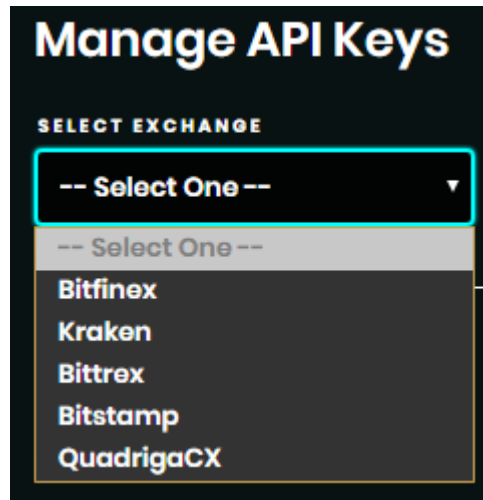 Manage API Keys
SELECT EXCHANGE
-- Select One --
-- Select One --
Bitfinex
Kraken
Bittrex
Bitstamp
QuadrigaCX